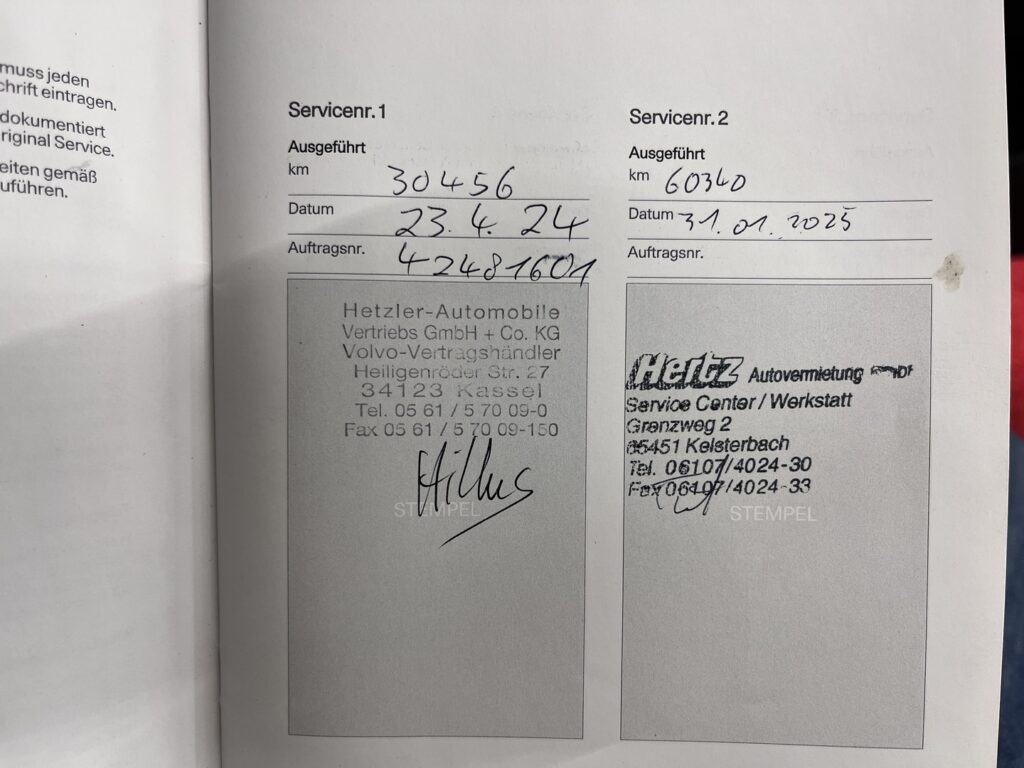 muss jeden
chrift eintragen.
dokumentiert
riginal Service.
eiten gemäß
uführen.
Servicenr. 1
Ausgeführt
km 30456
Datum 23. 4. 24
Auftragsnr. 42481601
Hetzler-Automobile
Vertriebs GmbH + Co. KG
Volvo-Vertragshändler
Heiligenröder Str. 27
34123 Kassel
Tel. 05 61 / 5 70 09-0
Fax 05 61 / 5 70 09-150
STEMPEL
Servicenr. 2
Ausgeführt
km 60340
Datum 31. 01. 2025
Auftragsnr.
Hertz Autovermietung
Service Center / Werkstatt
Grenzweg 2
65451 Kelsterbach
Tel. 06107/4024-30
Fax 06107/4024-33
STEMPEL